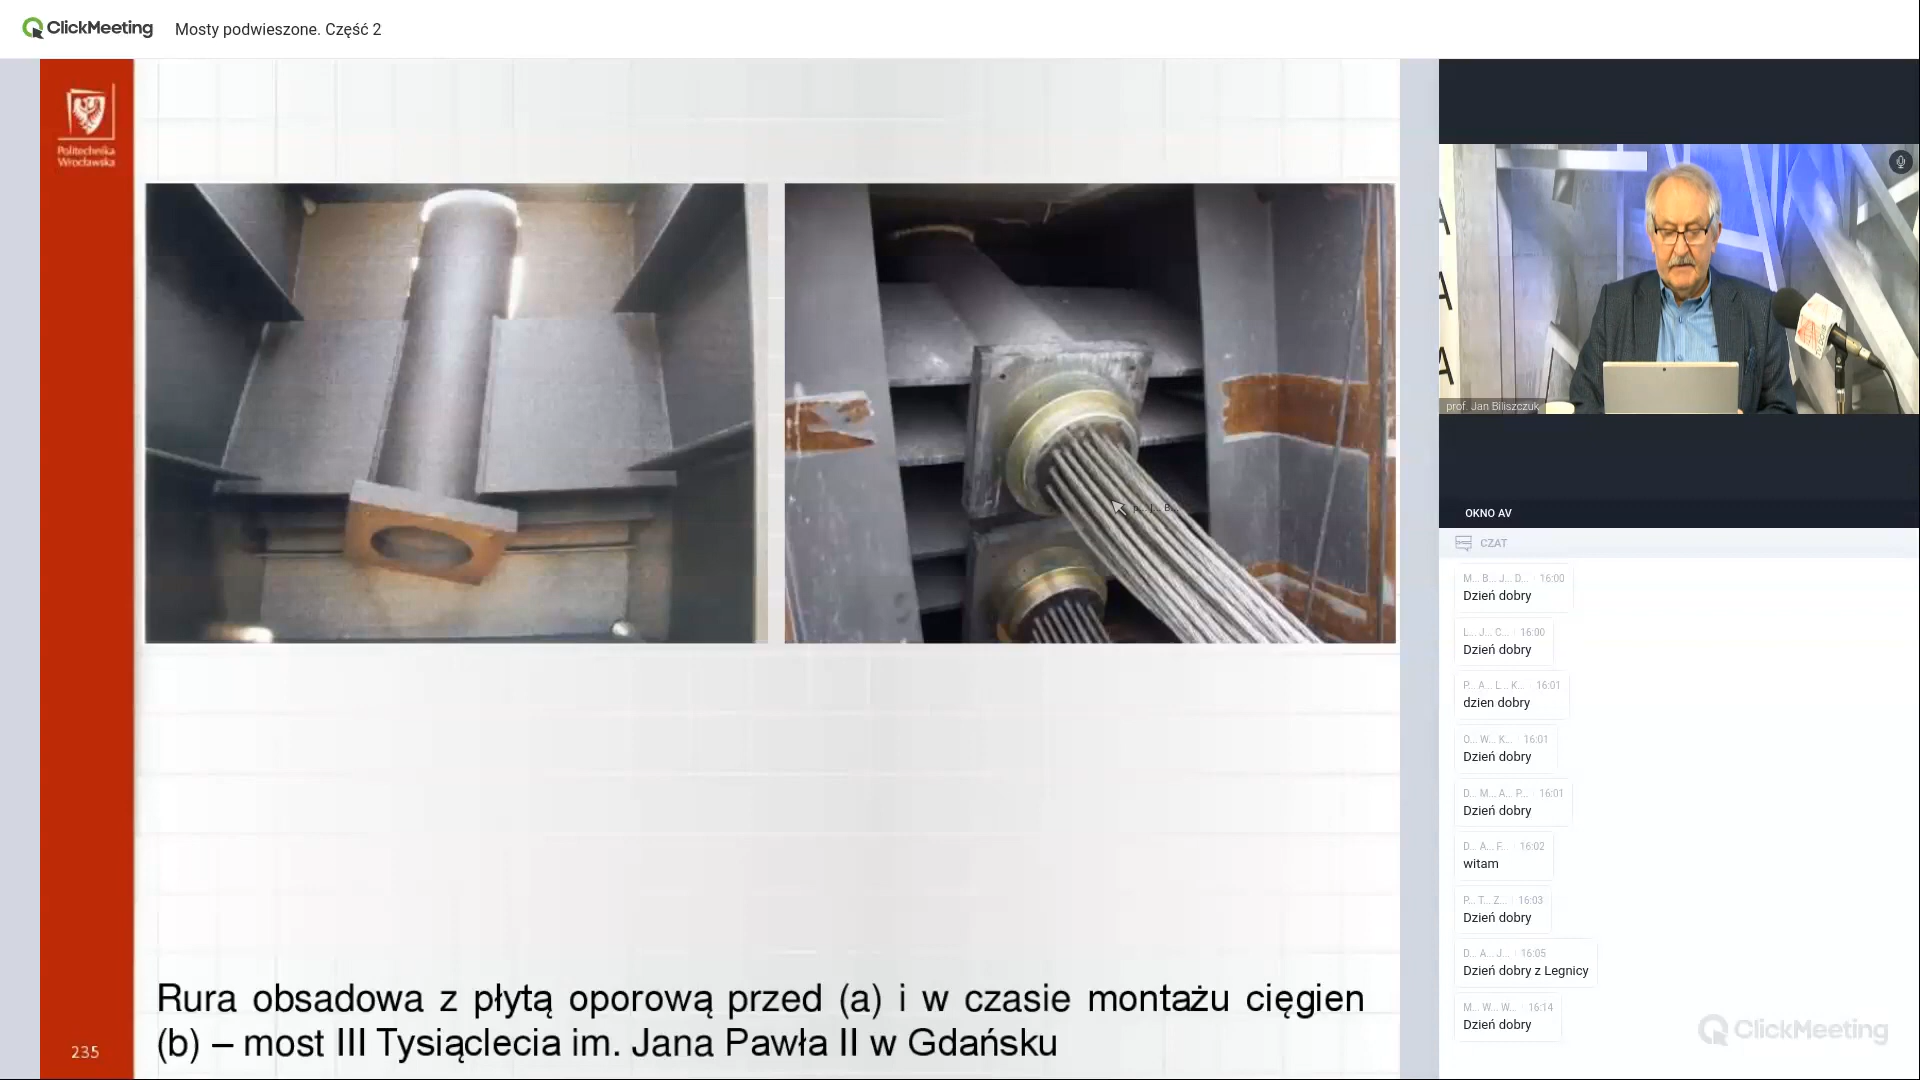 ClickMeeting
Mosty podwieszone. Część 2
Politechnika
Wrocławska
Rura obsadowa z płytą oporową przed (a) i w czasie montażu cięgien
(b) – most III Tysiąclecia im. Jana Pawła II w Gdańsku
235
prof. Jan Biliszczuk
OKNO AV
CZAT
M... B... J... D... 16:00
Dzień dobry
L... J... C... 16:00
Dzień dobry
P... A... L... K... 16:01
dzien dobry
O... W... K... 16:01
Dzień dobry
D... M... A... P... 16:01
Dzień dobry
D... A... F... 16:02
witam
P... T... Z... 16:03
Dzień dobry
D... A... J... 16:05
Dzień dobry z Legnicy
M... W... W... 16:14
Dzień dobry
ClickMeeting